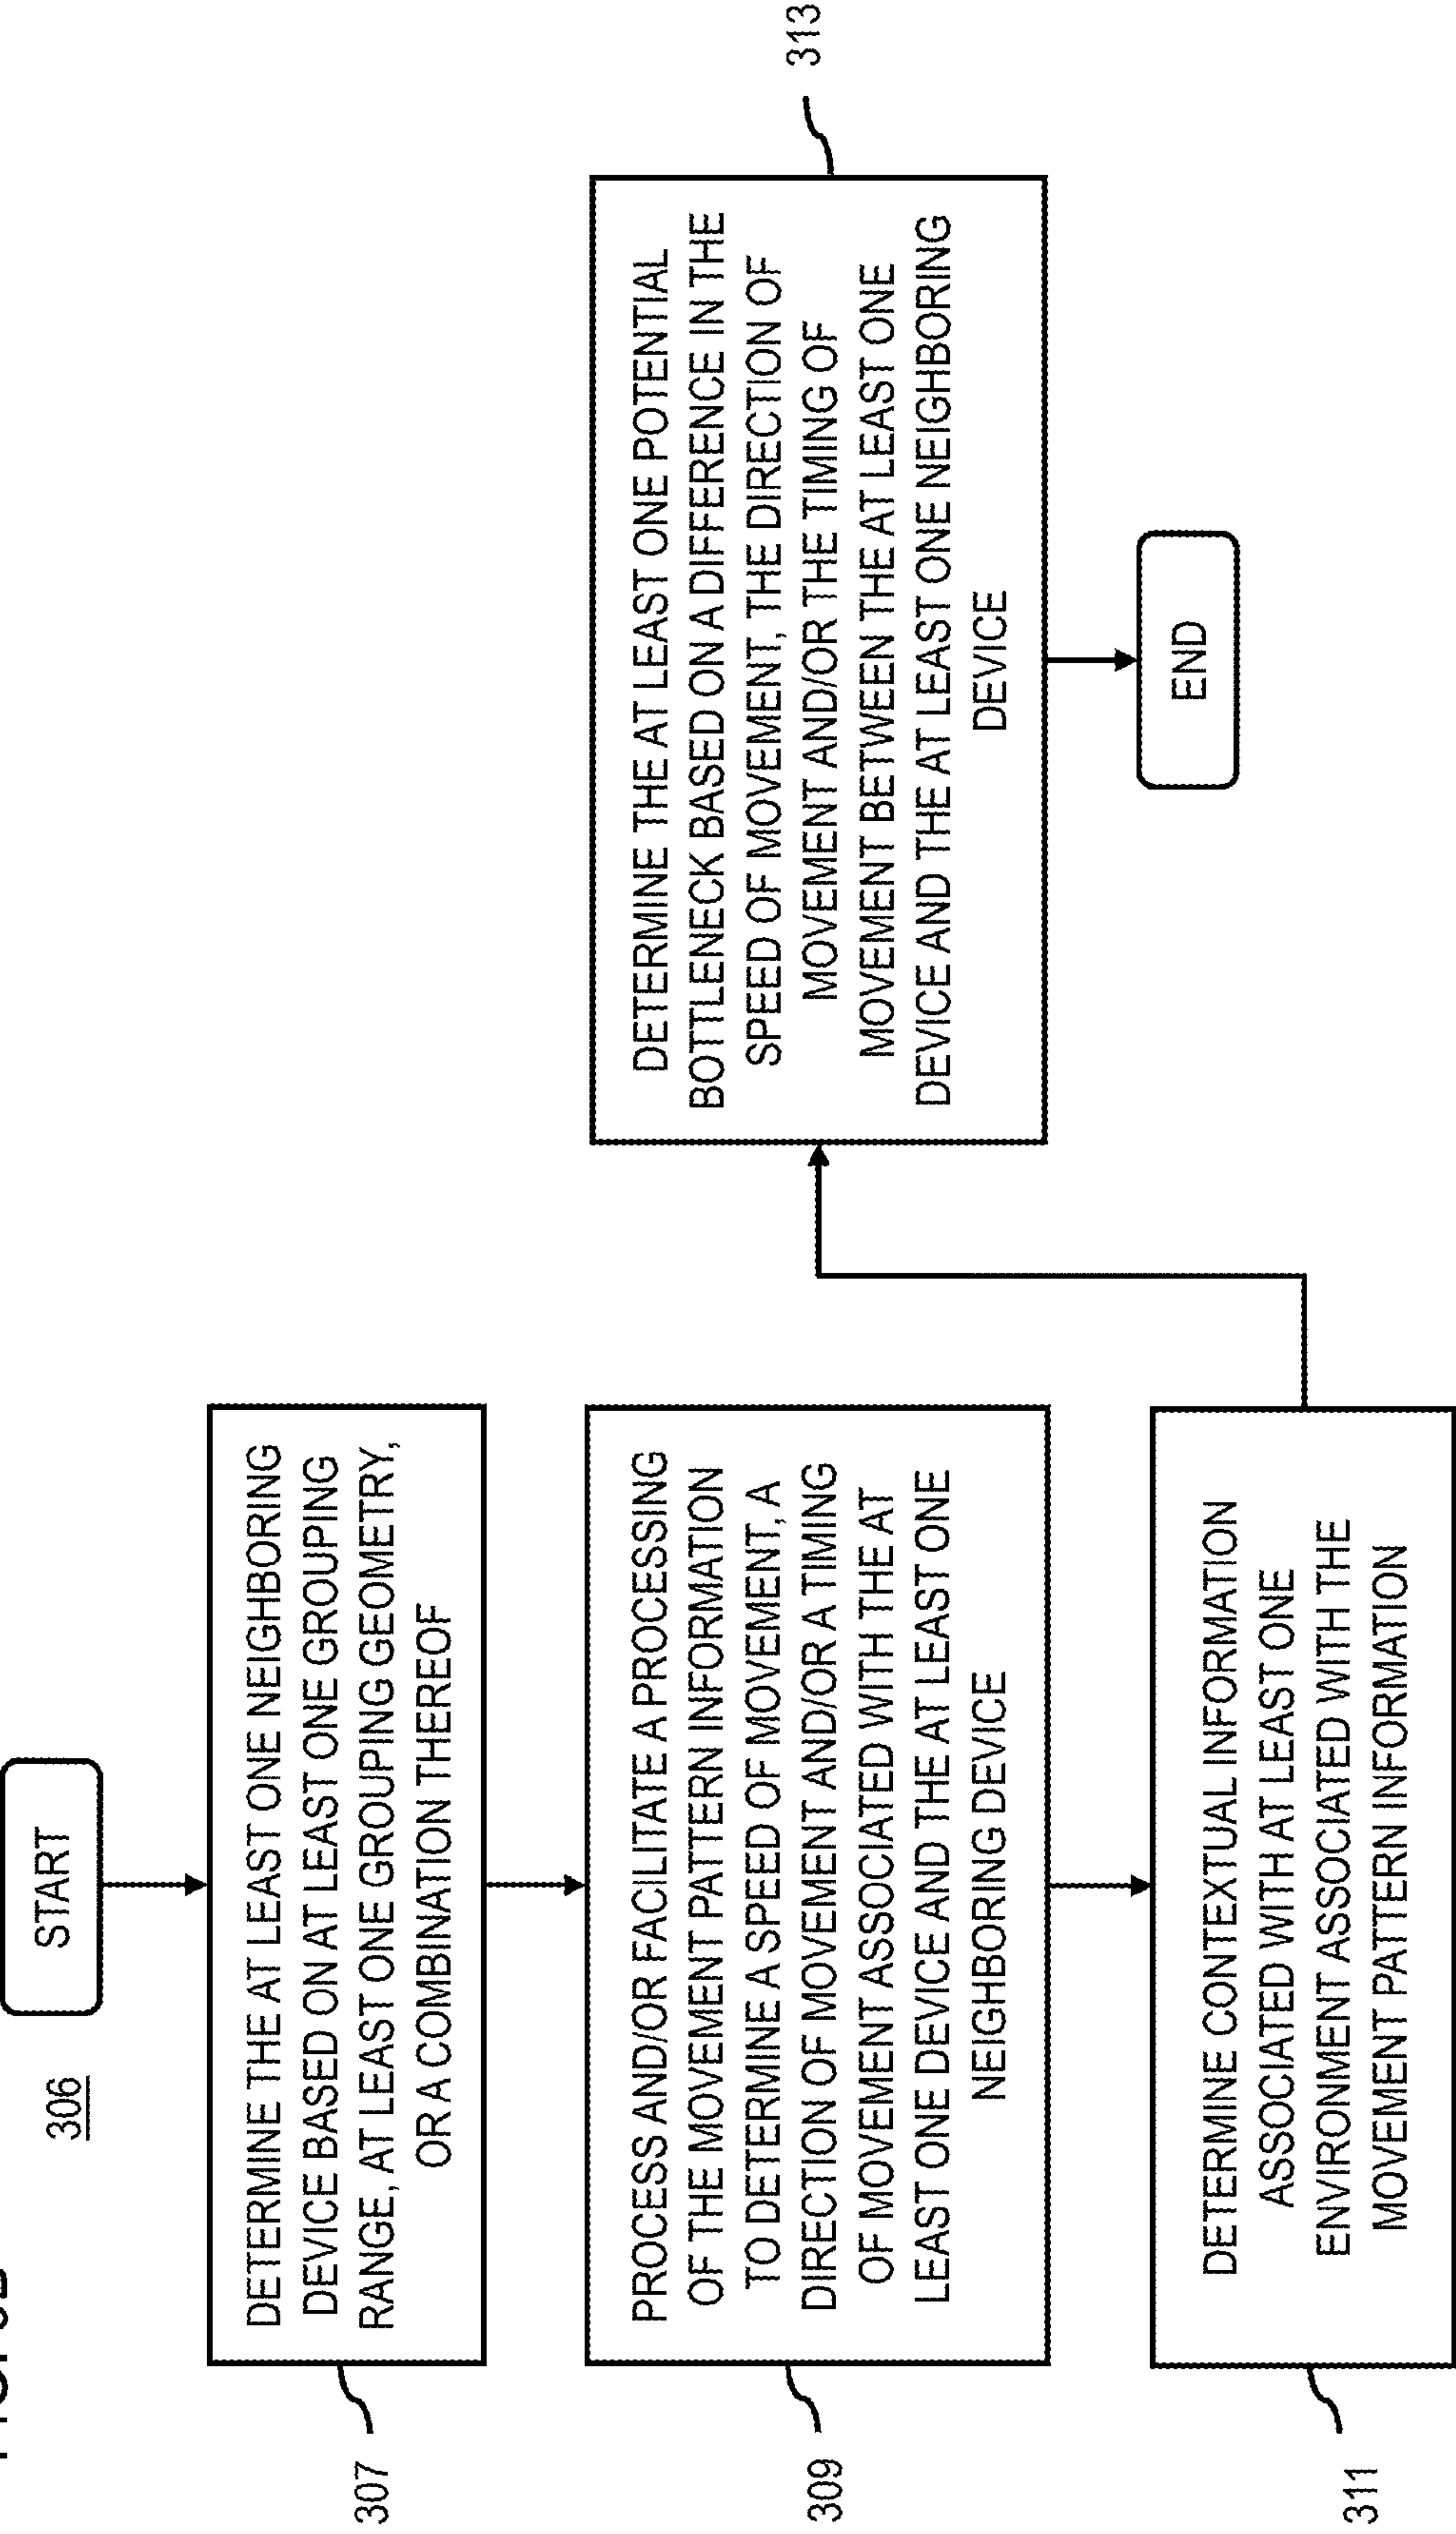 306
START
307
DETERMINE THE AT LEAST ONE NEIGHBORING
DEVICE BASED ON AT LEAST ONE GROUPING
RANGE, AT LEAST ONE GROUPING GEOMETRY,
OR A COMBINATION THEREOF
309
PROCESS AND/OR FACILITATE A PROCESSING
OF THE MOVEMENT PATTERN INFORMATION
TO DETERMINE A SPEED OF MOVEMENT, A
DIRECTION OF MOVEMENT AND/OR A TIMING
OF MOVEMENT ASSOCIATED WITH THE AT
LEAST ONE DEVICE AND THE AT LEAST ONE
NEIGHBORING DEVICE
311
DETERMINE CONTEXTUAL INFORMATION
ASSOCIATED WITH AT LEAST ONE
ENVIRONMENT ASSOCIATED WITH THE
MOVEMENT PATTERN INFORMATION
313
DETERMINE THE AT LEAST ONE POTENTIAL
BOTTLENECK BASED ON A DIFFERENCE IN THE
SPEED OF MOVEMENT, THE DIRECTION OF
MOVEMENT AND/OR THE TIMING OF
MOVEMENT BETWEEN THE AT LEAST ONE
DEVICE AND THE AT LEAST ONE NEIGHBORING
DEVICE
END